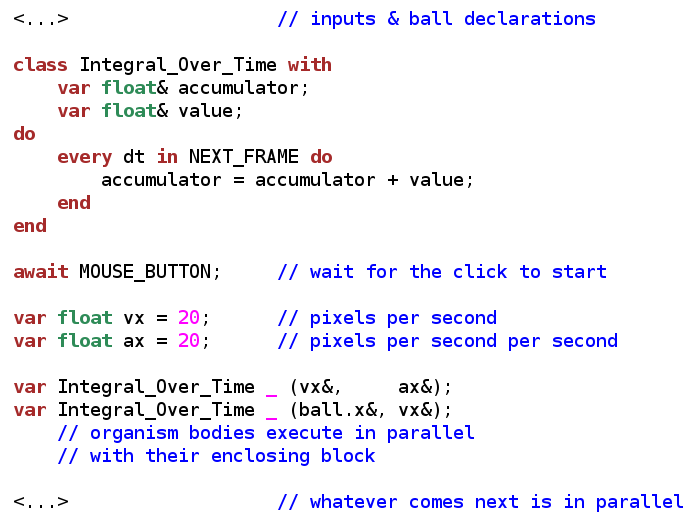 <...>                   // inputs & ball declarations

class Integral_Over_Time with
    var float& accumulator;
    var float& value;
do
    every dt in NEXT_FRAME do
        accumulator = accumulator + value;
    end
end

await MOUSE_BUTTON;     // wait for the click to start

var float vx = 20;      // pixels per second
var float ax = 20;      // pixels per second per second

var Integral_Over_Time _ (vx&,     ax&);
var Integral_Over_Time _ (ball.x&, vx&);
    // organism bodies execute in parallel
    // with their enclosing block

<...>                   // whatever comes next is in parallel